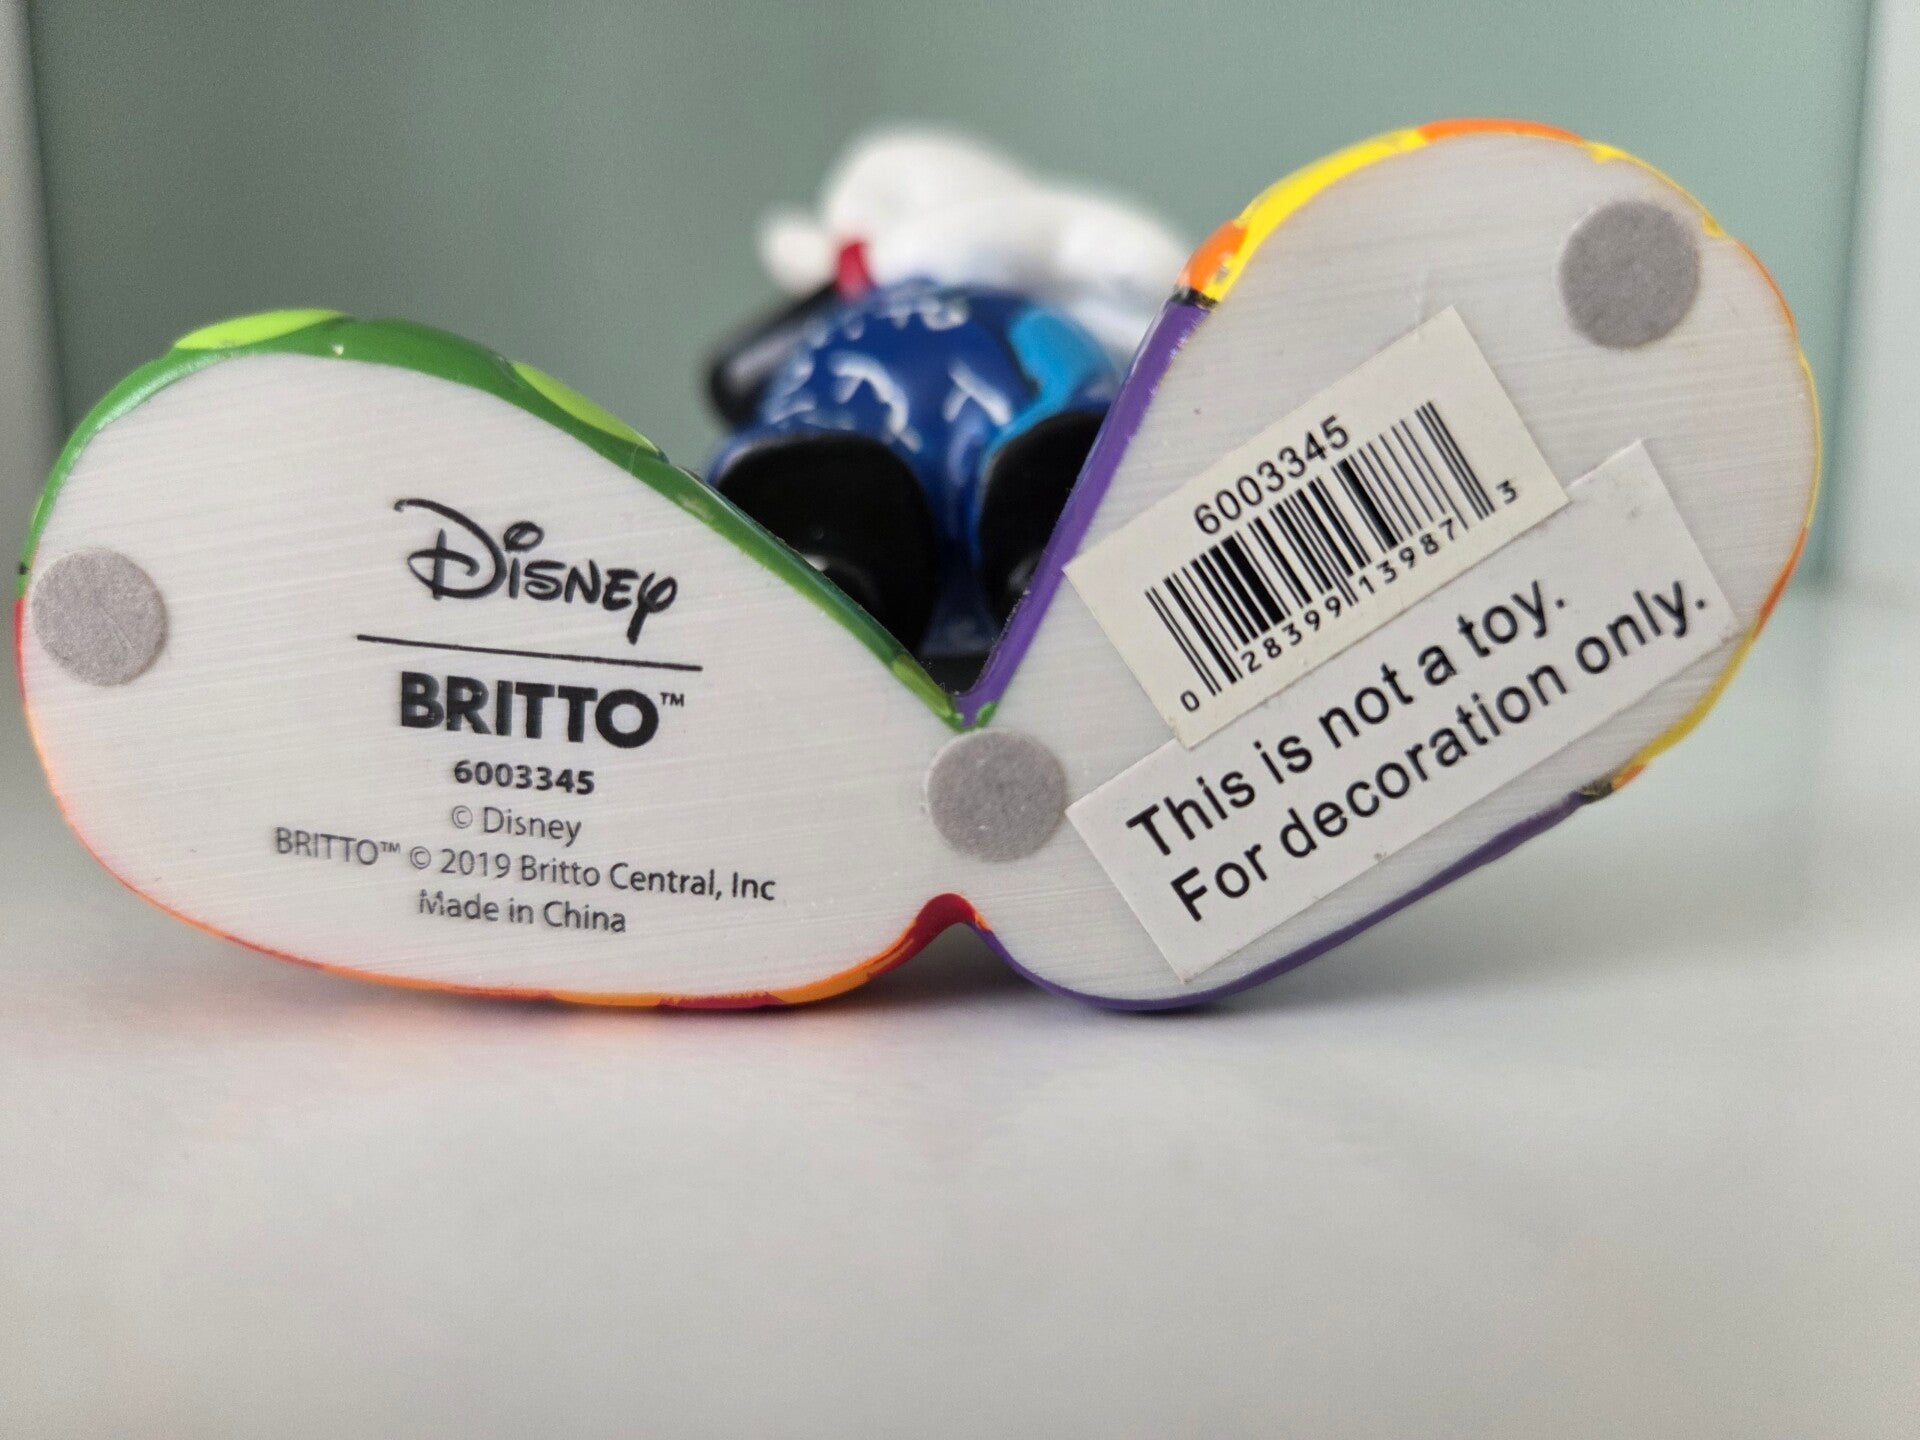 Disney
BRITTO™
6003345
© Disney
BRITTO™ © 2019 Britto Central, Inc
Made in China
6003345
0 28399 13987 3
This is not a toy.
For decoration only.